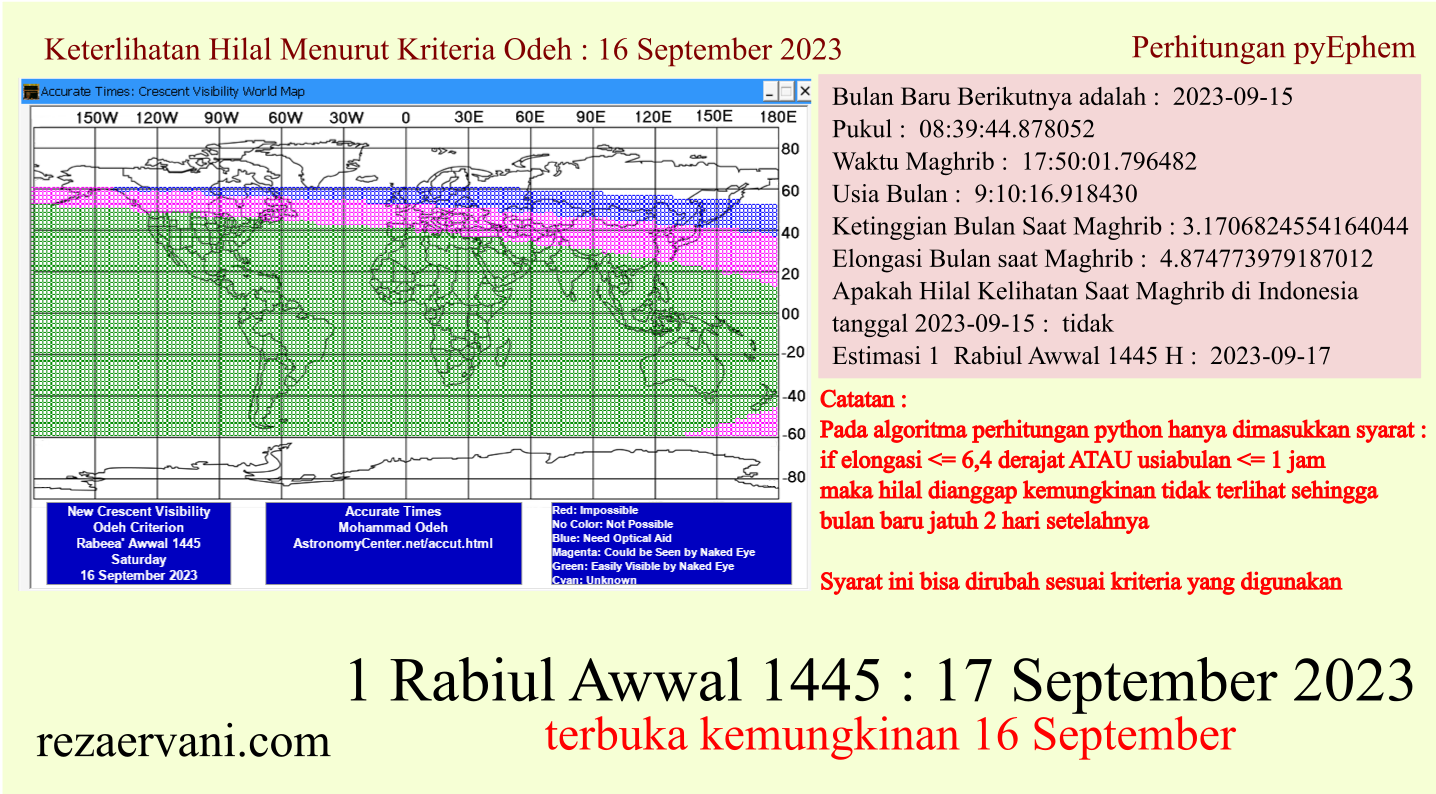 Keterlihatan Hilal Menurut Kriteria Odeh : 16 September 2023
Perhitungan pyEphem
Accurate Times: Crescent Visibility World Map
150W 120W 90W 60W 30W 0 30E 60E 90E 120E 150E 180E
80
60
40
20
00
-20
-40
-60
-80
New Crescent Visibility
Odeh Criterion
Rabeea' Awwal 1445
Saturday
16 September 2023
Accurate Times
Mohammad Odeh
AstronomyCenter.net/accut.html
Red: Impossible
No Color: Not Possible
Blue: Need Optical Aid
Magenta: Could be Seen by Naked Eye
Green: Easily Visible by Naked Eye
Cyan: Unknown
Bulan Baru Berikutnya adalah : 2023-09-15
Pukul : 08:39:44.878052
Waktu Maghrib : 17:50:01.796482
Usia Bulan : 9:10:16.918430
Ketinggian Bulan Saat Maghrib : 3.1706824554164044
Elongasi Bulan saat Maghrib : 4.874773979187012
Apakah Hilal Kelihatan Saat Maghrib di Indonesia
tanggal 2023-09-15 : tidak
Estimasi 1 Rabiul Awwal 1445 H : 2023-09-17
Catatan :
Pada algoritma perhitungan python hanya dimasukkan syarat :
if elongasi <= 6,4 derajat ATAU usiabulan <= 1 jam
maka hilal dianggap kemungkinan tidak terlihat sehingga
bulan baru jatuh 2 hari setelahnya
Syarat ini bisa dirubah sesuai kriteria yang digunakan
1 Rabiul Awwal 1445 : 17 September 2023
terbuka kemungkinan 16 September
rezaervani.com